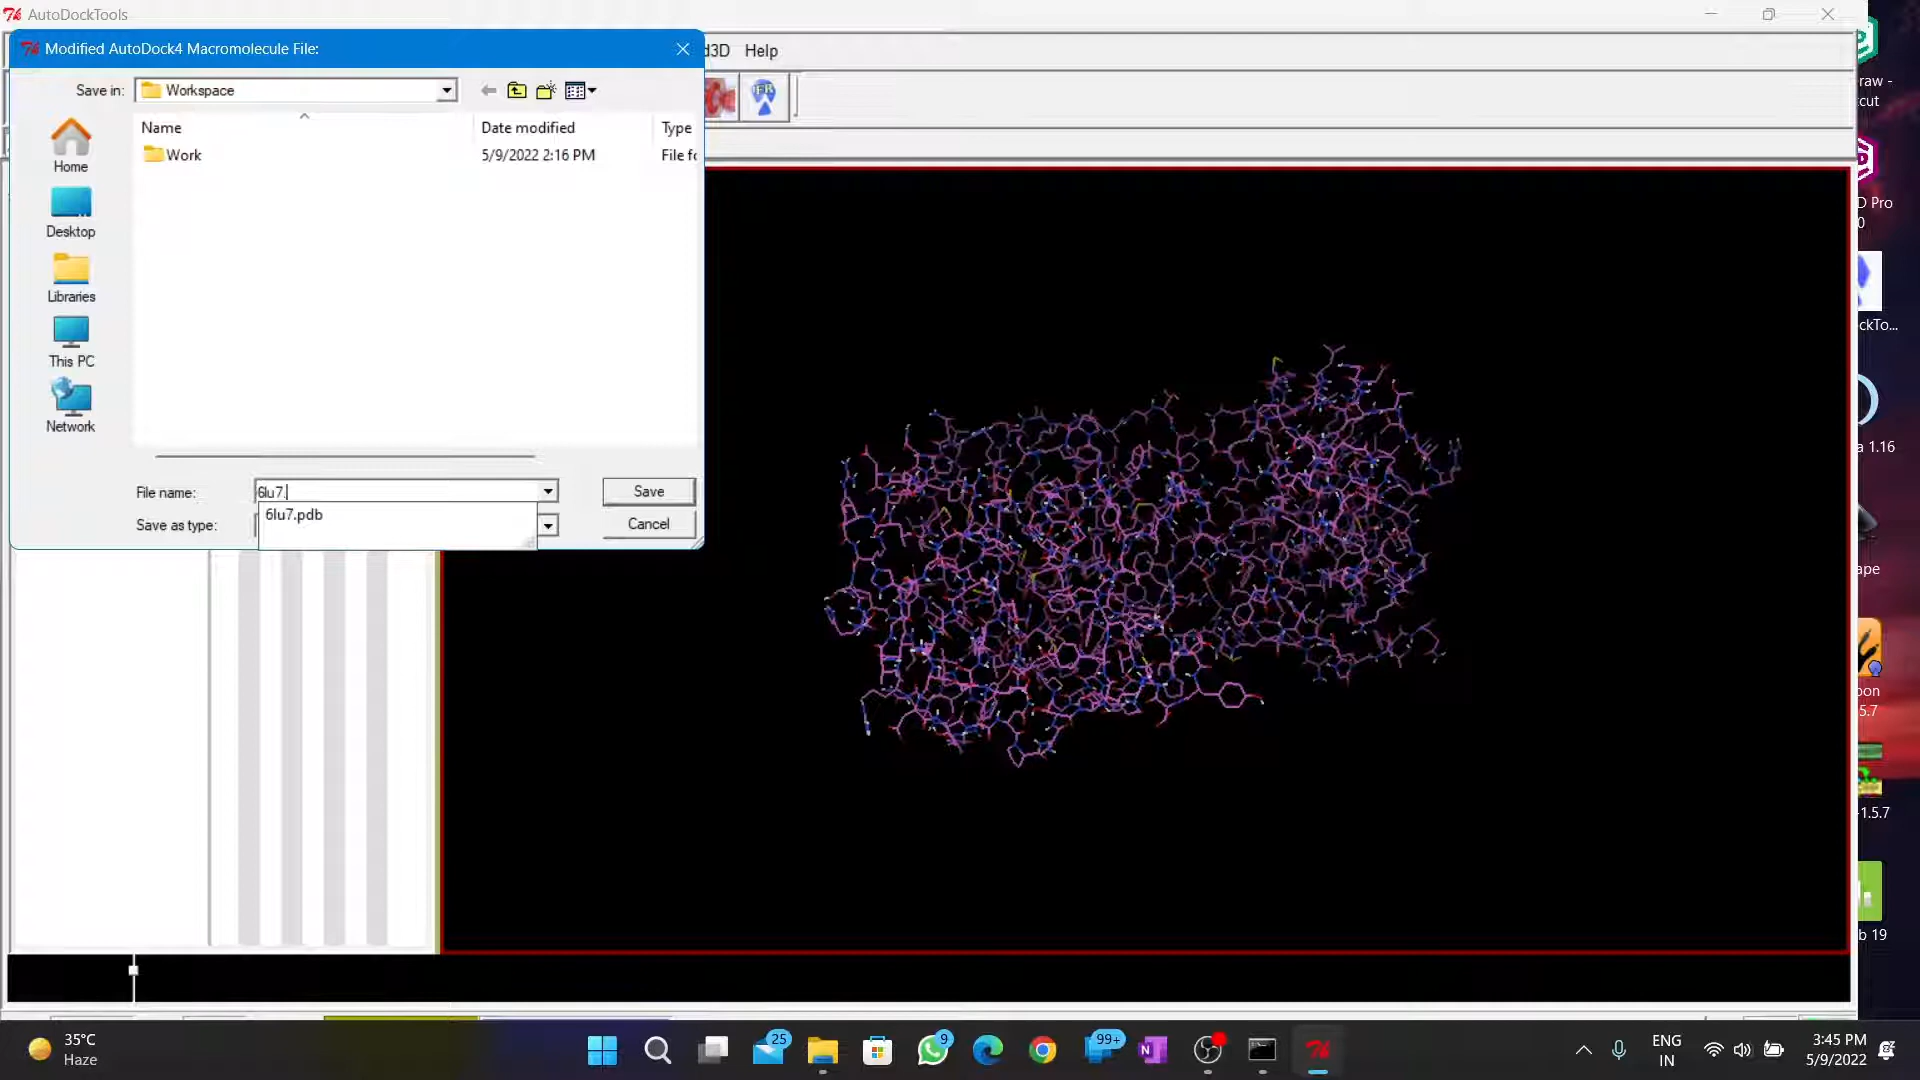 AutoDockTools
Modified AutoDock4 Macromolecule File:
d3D Help
Save in: Workspace
Name Date modified Type
Work 5/9/2022 2:16 PM File fc
Home
Desktop
Libraries
This PC
Network
File name: 6lu7. Save
6lu7.pdb
Save as type: Cancel
raw -
cut
D Pro
0
ckTo...
a 1.16
ape
oon
5.7
-1.5.7
b 19
35°C
Haze
25
9
99+
ENG
IN
3:45 PM
5/9/2022